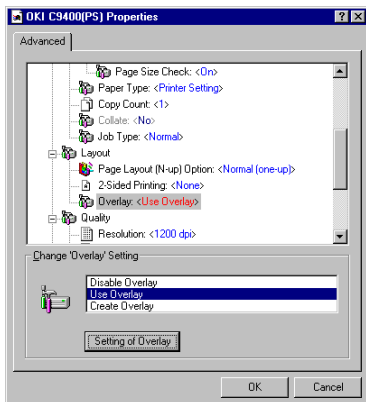 OKI C9400(PS) Properties
Advanced
Page Size Check: <On>
Paper Type: <Printer Setting>
Copy Count: <1>
Collate: <No>
Job Type: <Normal>
Layout
Page Layout (N-up) Option: <Normal (one-up)>
2-Sided Printing: <None>
Overlay: <Use Overlay>
Quality
Resolution: <1200 dpi>
Change 'Overlay' Setting
Disable Overlay
Use Overlay
Create Overlay
Setting of Overlay
OK Cancel